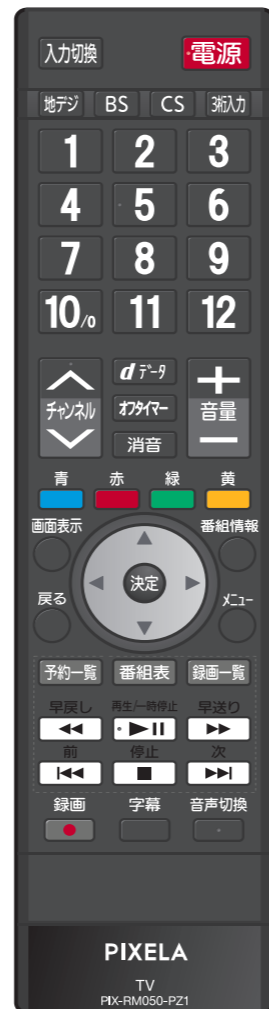 入力切換 電源
地デジ BS CS 3桁入力
1 2 3
4 5 6
7 8 9
10/0 11 12
dデータ
チャンネル オフタイマー 音量
消音
青 赤 緑 黄
画面表示 番組情報
決定
戻る メニュー
予約一覧 番組表 録画一覧
早戻し 再生/一時停止 早送り
前 停止 次
録画 字幕 音声切換
PIXELA
TV
PIX-RM050-PZ1